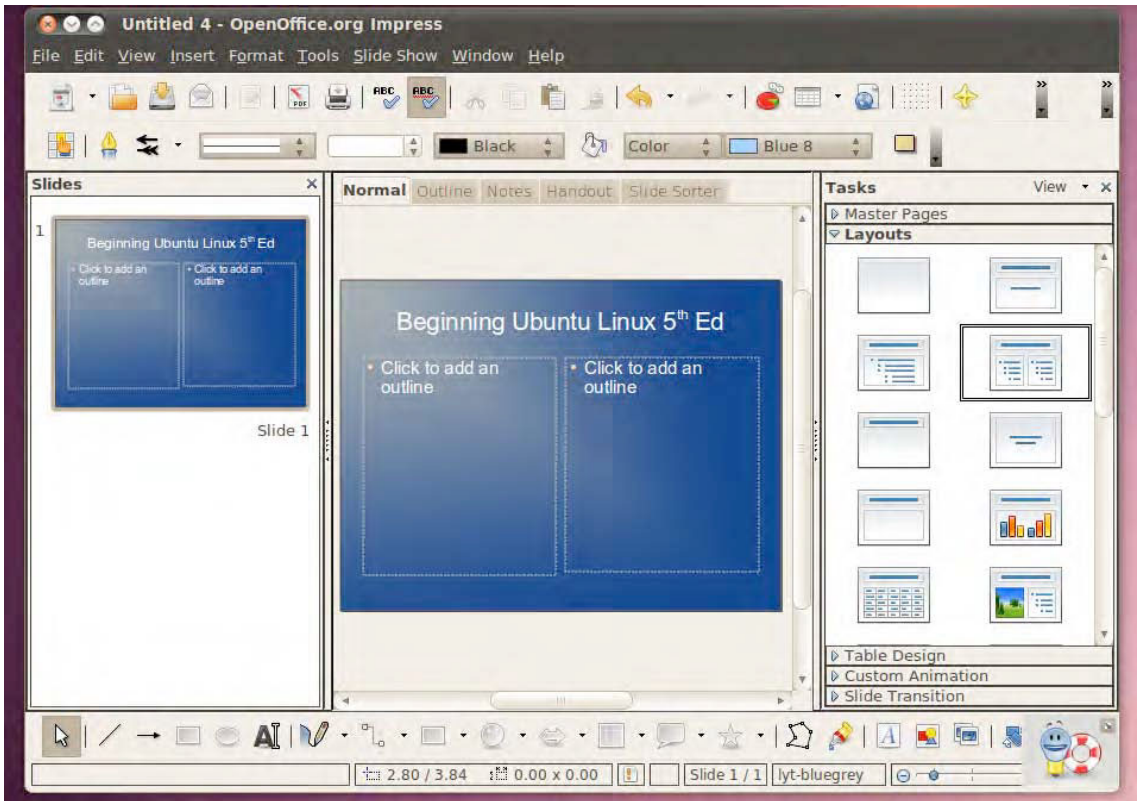 Untitled 4 - OpenOffice.org Impress
File Edit View Insert Format Tools Slide Show Window Help
PDF ABC ABC
Black Color Blue 8
Slides
1
Beginning Ubuntu Linux 5th Ed
• Click to add an
outline
• Click to add an
outline
Slide 1
Normal Outline Notes Handout Slide Sorter
Beginning Ubuntu Linux 5th Ed
• Click to add an
outline
• Click to add an
outline
Tasks View
Master Pages
Layouts
Table Design
Custom Animation
Slide Transition
2.80 / 3.84 0.00 x 0.00 Slide 1 / 1 lyt-bluegrey